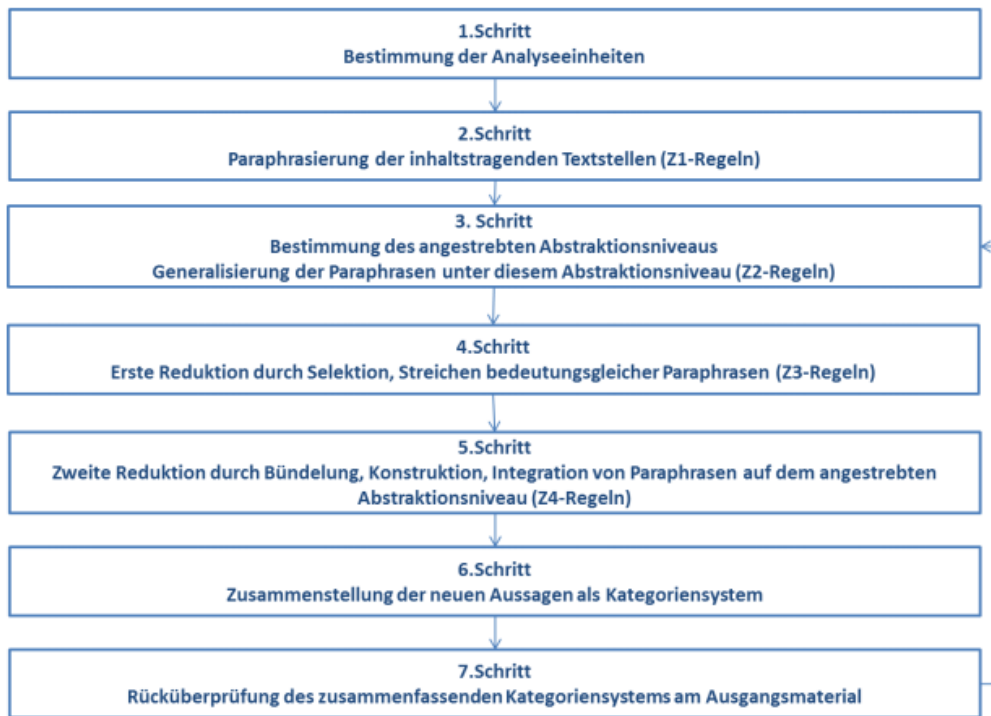 1.Schritt
Bestimmung der Analyseeinheiten
2.Schritt
Paraphrasierung der inhaltstragenden Textstellen (Z1-Regeln)
3. Schritt
Bestimmung des angestrebten Abstraktionsniveaus
Generalisierung der Paraphrasen unter diesem Abstraktionsniveau (Z2-Regeln)
4.Schritt
Erste Reduktion durch Selektion, Streichen bedeutungsgleicher Paraphrasen (Z3-Regeln)
5.Schritt
Zweite Reduktion durch Bündelung, Konstruktion, Integration von Paraphrasen auf dem angestrebten
Abstraktionsniveau (Z4-Regeln)
6.Schritt
Zusammenstellung der neuen Aussagen als Kategoriensystem
7.Schritt
Rücküberprüfung des zusammenfassenden Kategoriensystems am Ausgangsmaterial